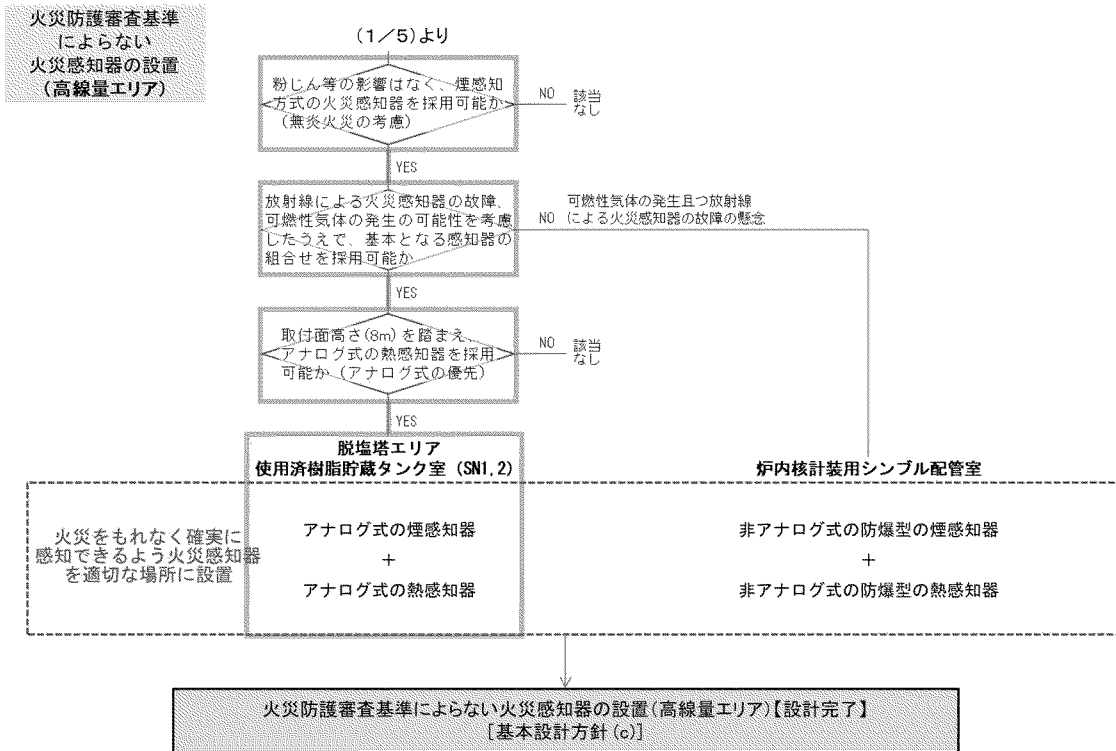 火災防護審査基準
によらない
火災感知器の設置
(高線量エリア)
(1/5)より
粉じん等の影響はなく、煙感知
方式の火災感知器を採用可能か
(無炎火災の考慮)
NO
該当
なし
YES
放射線による火災感知器の故障、
可燃性気体の発生の可能性を考慮
したうえで、基本となる感知器の
組合せを採用可能か
NO
可燃性気体の発生且つ放射線
による火災感知器の故障の懸念
YES
取付面高さ(8m)を踏まえ、
アナログ式の熱感知器を採用
可能か(アナログ式の優先)
NO
該当
なし
YES
脱塩塔エリア
使用済樹脂貯蔵タンク室(SN1,2)
炉内核計装用シンブル配管室
火災をもれなく確実に
感知できるよう火災感知器
を適切な場所に設置
アナログ式の煙感知器
+
アナログ式の熱感知器
非アナログ式の防爆型の煙感知器
+
非アナログ式の防爆型の熱感知器
火災防護審査基準によらない火災感知器の設置(高線量エリア)【設計完了】
[基本設計方針(c)]